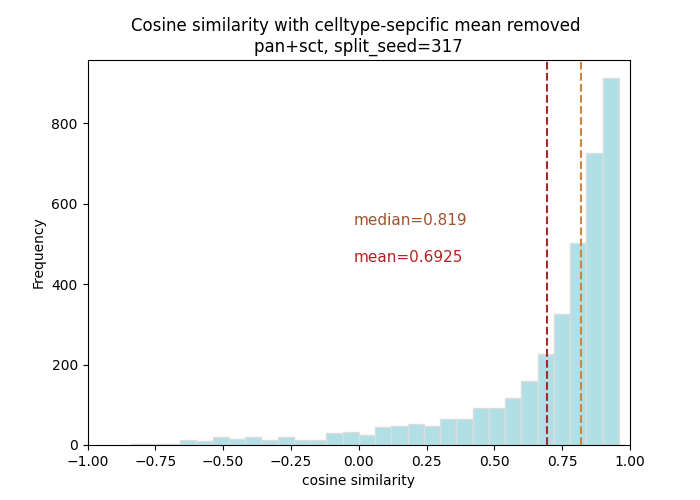 Cosine similarity with celltype-sepcific mean removed
pan+sct, split_seed=317
800
600
400
200
0
Frequency
median=0.819
mean=0.6925
−1.00 −0.75 −0.50 −0.25 0.00 0.25 0.50 0.75 1.00
cosine similarity